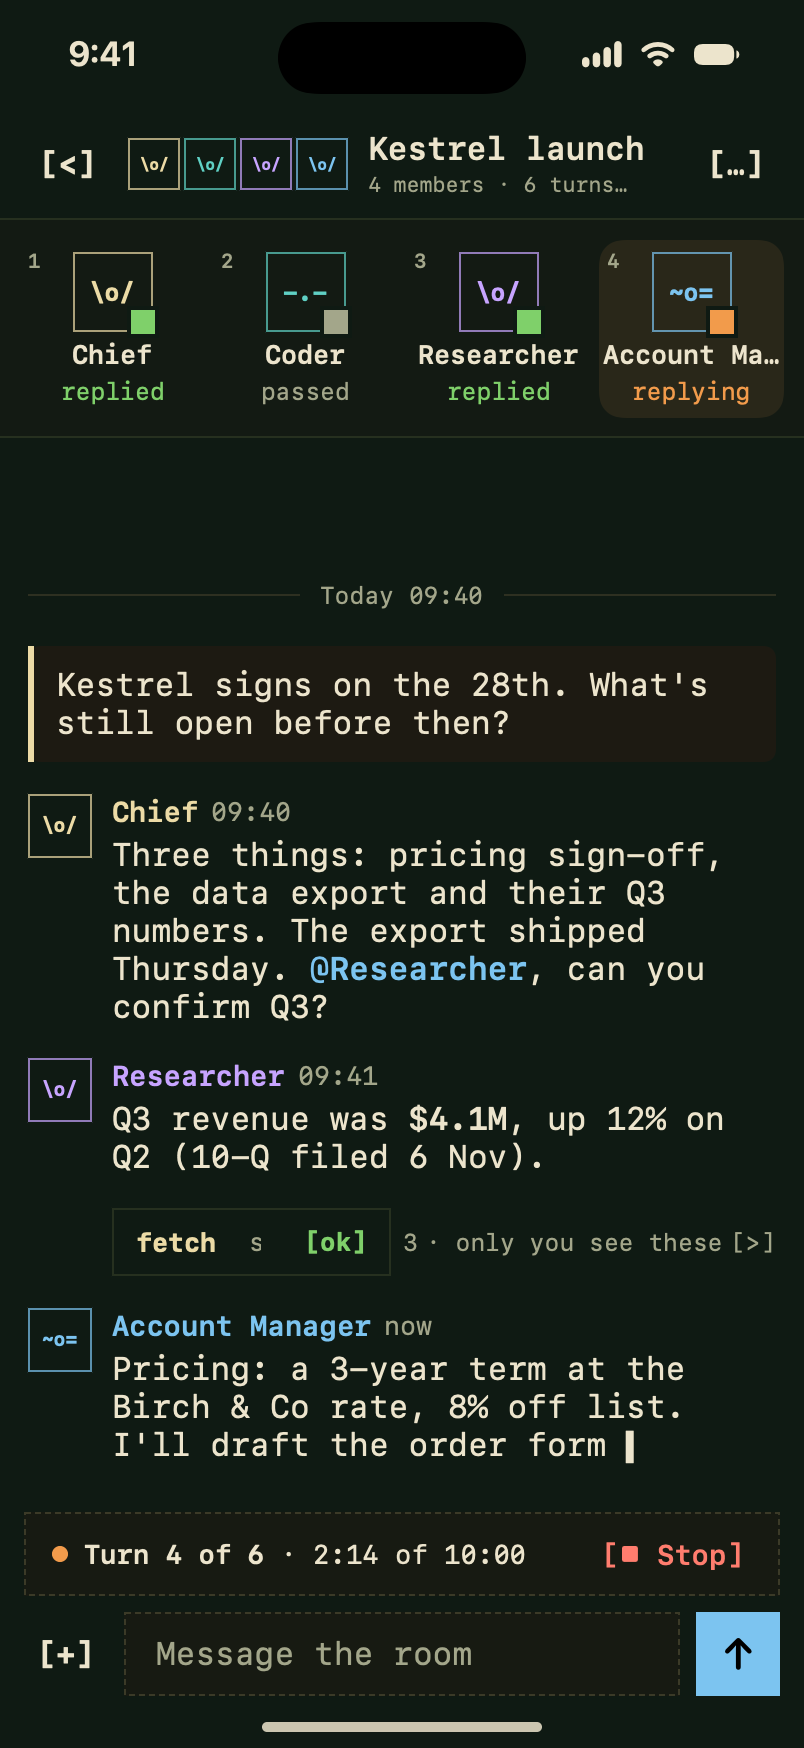 9:41
[<] \o/ \o/ \o/ \o/ Kestrel launch […]
4 members · 6 turns…
1 \o/ 2 -.- 3 \o/ 4 ~o=
Chief Coder Researcher Account Ma…
replied passed replied replying
Today 09:40
Kestrel signs on the 28th. What's
still open before then?
\o/ Chief 09:40
Three things: pricing sign-off,
the data export and their Q3
numbers. The export shipped
Thursday. @Researcher, can you
confirm Q3?
\o/ Researcher 09:41
Q3 revenue was $4.1M, up 12% on
Q2 (10-Q filed 6 Nov).
fetch s [ok] 3 · only you see these [>]
~o= Account Manager now
Pricing: a 3-year term at the
Birch & Co rate, 8% off list.
I'll draft the order form
Turn 4 of 6 · 2:14 of 10:00 [■ Stop]
[+] Message the room